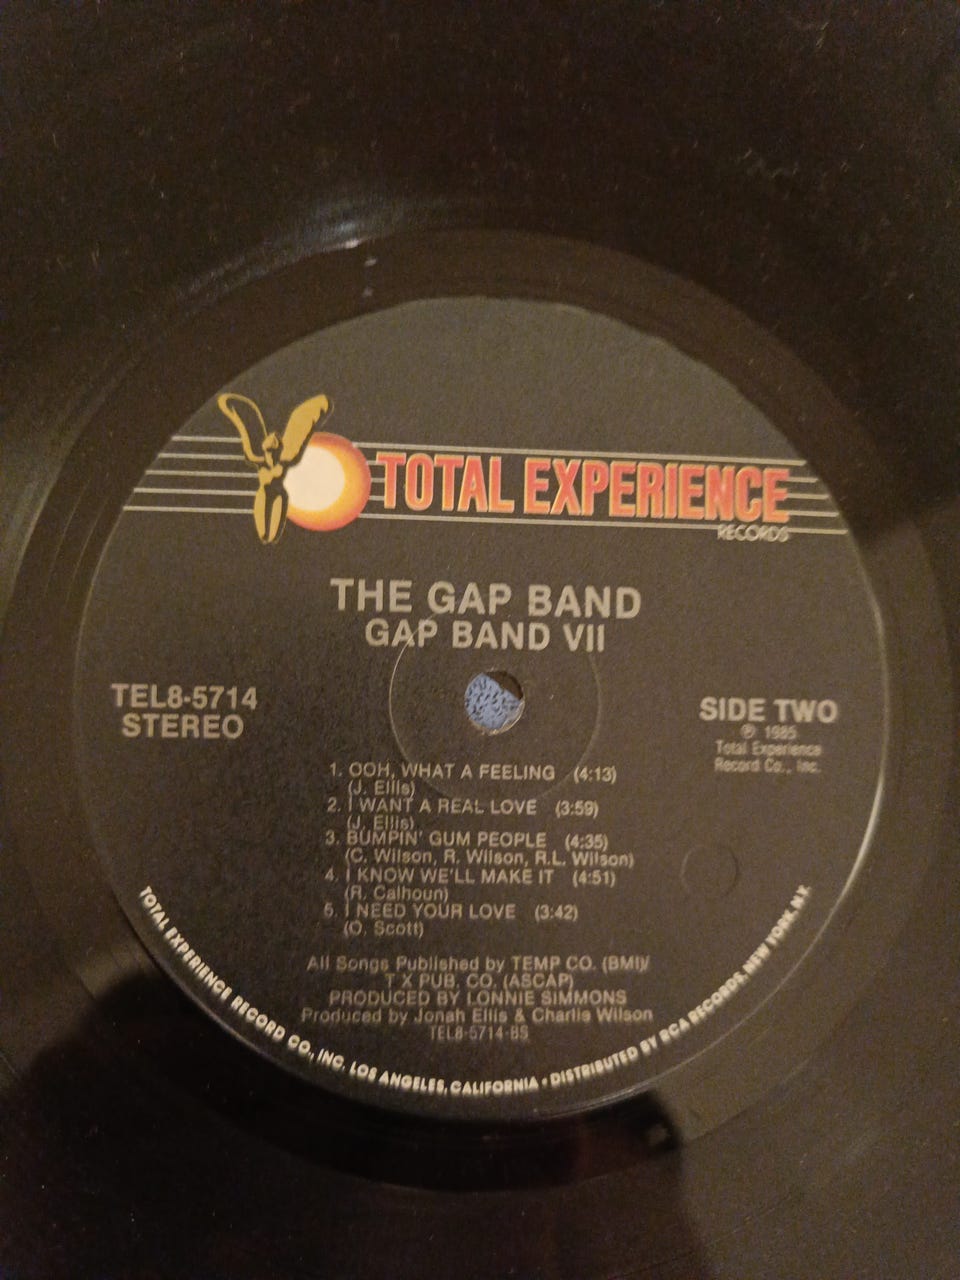 TOTAL EXPERIENCE
RECORDS
THE GAP BAND
GAP BAND VII
TEL8-5714
STEREO
SIDE TWO
℗ 1985
Total Experience
Record Co., Inc.
1. OOH, WHAT A FEELING (4:13)
(J. Ellis)
2. I WANT A REAL LOVE (3:59)
(J. Ellis)
3. BUMPIN' GUM PEOPLE (4:35)
(C. Wilson, R. Wilson, R.L. Wilson)
4. I KNOW WE'LL MAKE IT (4:51)
(R. Calhoun)
5. I NEED YOUR LOVE (3:42)
(O. Scott)
All Songs Published by TEMP CO. (BMI)/
T X PUB. CO. (ASCAP)
PRODUCED BY LONNIE SIMMONS
Produced by Jonah Ellis & Charlie Wilson
TEL8-5714-BS
TOTAL EXPERIENCE RECORD CO., INC. LOS ANGELES, CALIFORNIA • DISTRIBUTED BY RCA RECORDS, NEW YORK, N.Y.